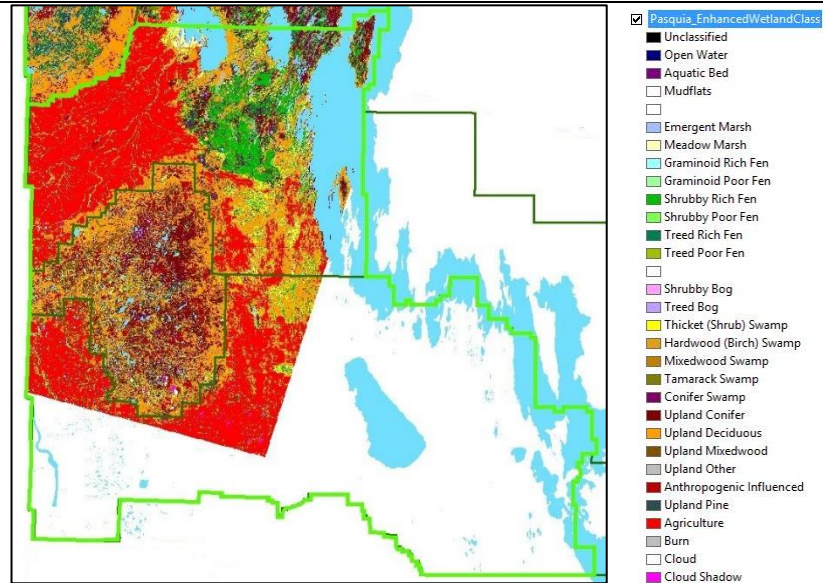 Pasquia_EnhancedWetlandClass
Unclassified
Open Water
Aquatic Bed
Mudflats
Emergent Marsh
Meadow Marsh
Graminoid Rich Fen
Graminoid Poor Fen
Shrubby Rich Fen
Shrubby Poor Fen
Treed Rich Fen
Treed Poor Fen
Shrubby Bog
Treed Bog
Thicket (Shrub) Swamp
Hardwood (Birch) Swamp
Mixedwood Swamp
Tamarack Swamp
Conifer Swamp
Upland Conifer
Upland Deciduous
Upland Mixedwood
Upland Other
Anthropogenic Influenced
Upland Pine
Agriculture
Burn
Cloud
Cloud Shadow